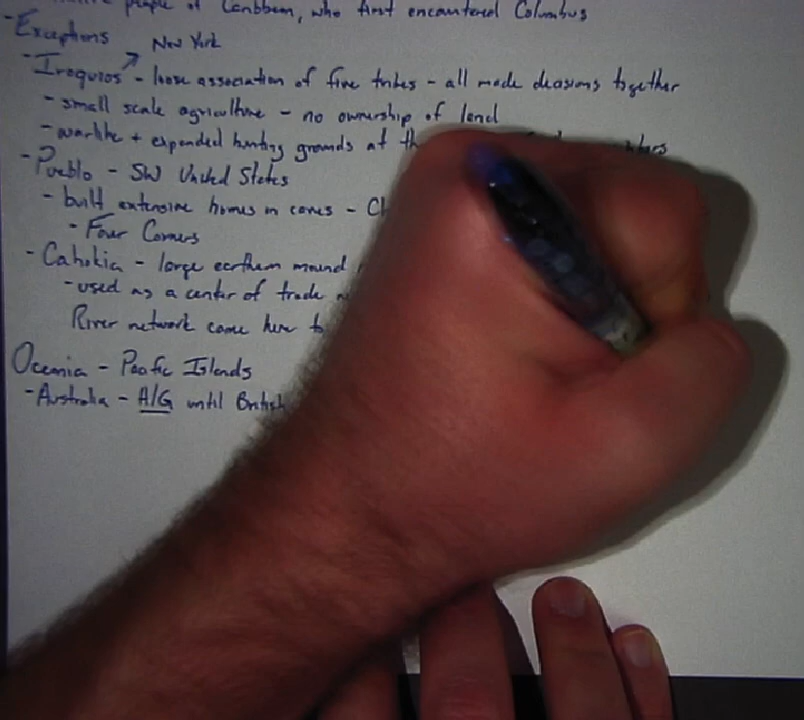 people of Caribbean, who first encountered Columbus
-Exceptions New York
-Iroquios - loose association of five tribes - all made decisions together
-small scale agriculture - no ownership of land
-warlike + expanded hunting grounds at
-Pueblo - SW United States
-built extensive homes in caves -
-Four Corners
-Cahokia - large earthen mound
-used as a center of trade
River network came here to
Oceania - Pacific Islands
-Australia - H/G until British